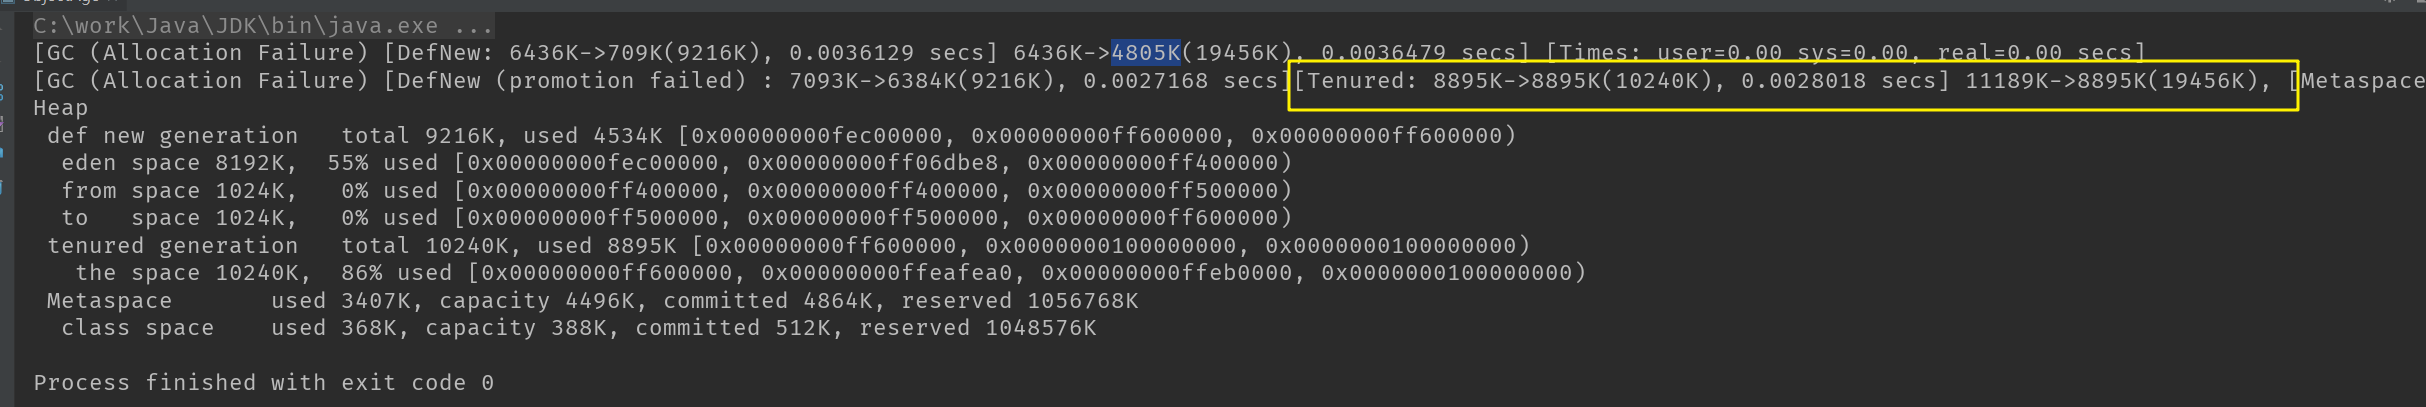 C:\work\Java\JDK\bin\java.exe ...
[GC (Allocation Failure) [DefNew: 6436K->709K(9216K), 0.0036129 secs] 6436K->4805K(19456K), 0.0036479 secs] [Times: user=0.00 sys=0.00, real=0.00 secs]
[GC (Allocation Failure) [DefNew (promotion failed) : 7093K->6384K(9216K), 0.0027168 secs][Tenured: 8895K->8895K(10240K), 0.0028018 secs] 11189K->8895K(19456K), [Metaspace
Heap
 def new generation   total 9216K, used 4534K [0x00000000fec00000, 0x00000000ff600000, 0x00000000ff600000)
  eden space 8192K,  55% used [0x00000000fec00000, 0x00000000ff06dbe8, 0x00000000ff400000)
  from space 1024K,   0% used [0x00000000ff400000, 0x00000000ff400000, 0x00000000ff500000)
  to   space 1024K,   0% used [0x00000000ff500000, 0x00000000ff500000, 0x00000000ff600000)
 tenured generation   total 10240K, used 8895K [0x00000000ff600000, 0x0000000100000000, 0x0000000100000000)
   the space 10240K,  86% used [0x00000000ff600000, 0x00000000ffeafea0, 0x00000000ffeb0000, 0x0000000100000000)
 Metaspace       used 3407K, capacity 4496K, committed 4864K, reserved 1056768K
  class space    used 368K, capacity 388K, committed 512K, reserved 1048576K
Process finished with exit code 0